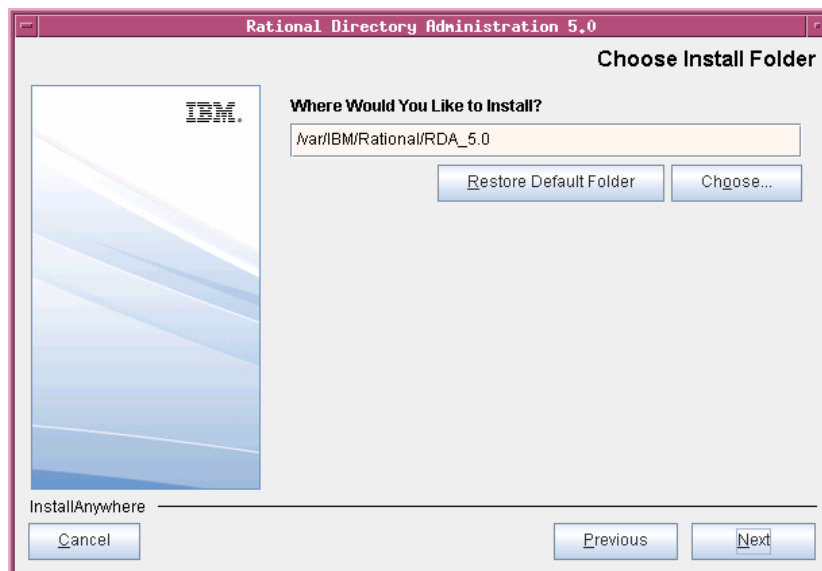 Rational Directory Administration 5.0
Choose Install Folder
IBM.
Where Would You Like to Install?
/var/IBM/Rational/RDA_5.0
Restore Default Folder
Choose...
InstallAnywhere
Cancel
Previous
Next